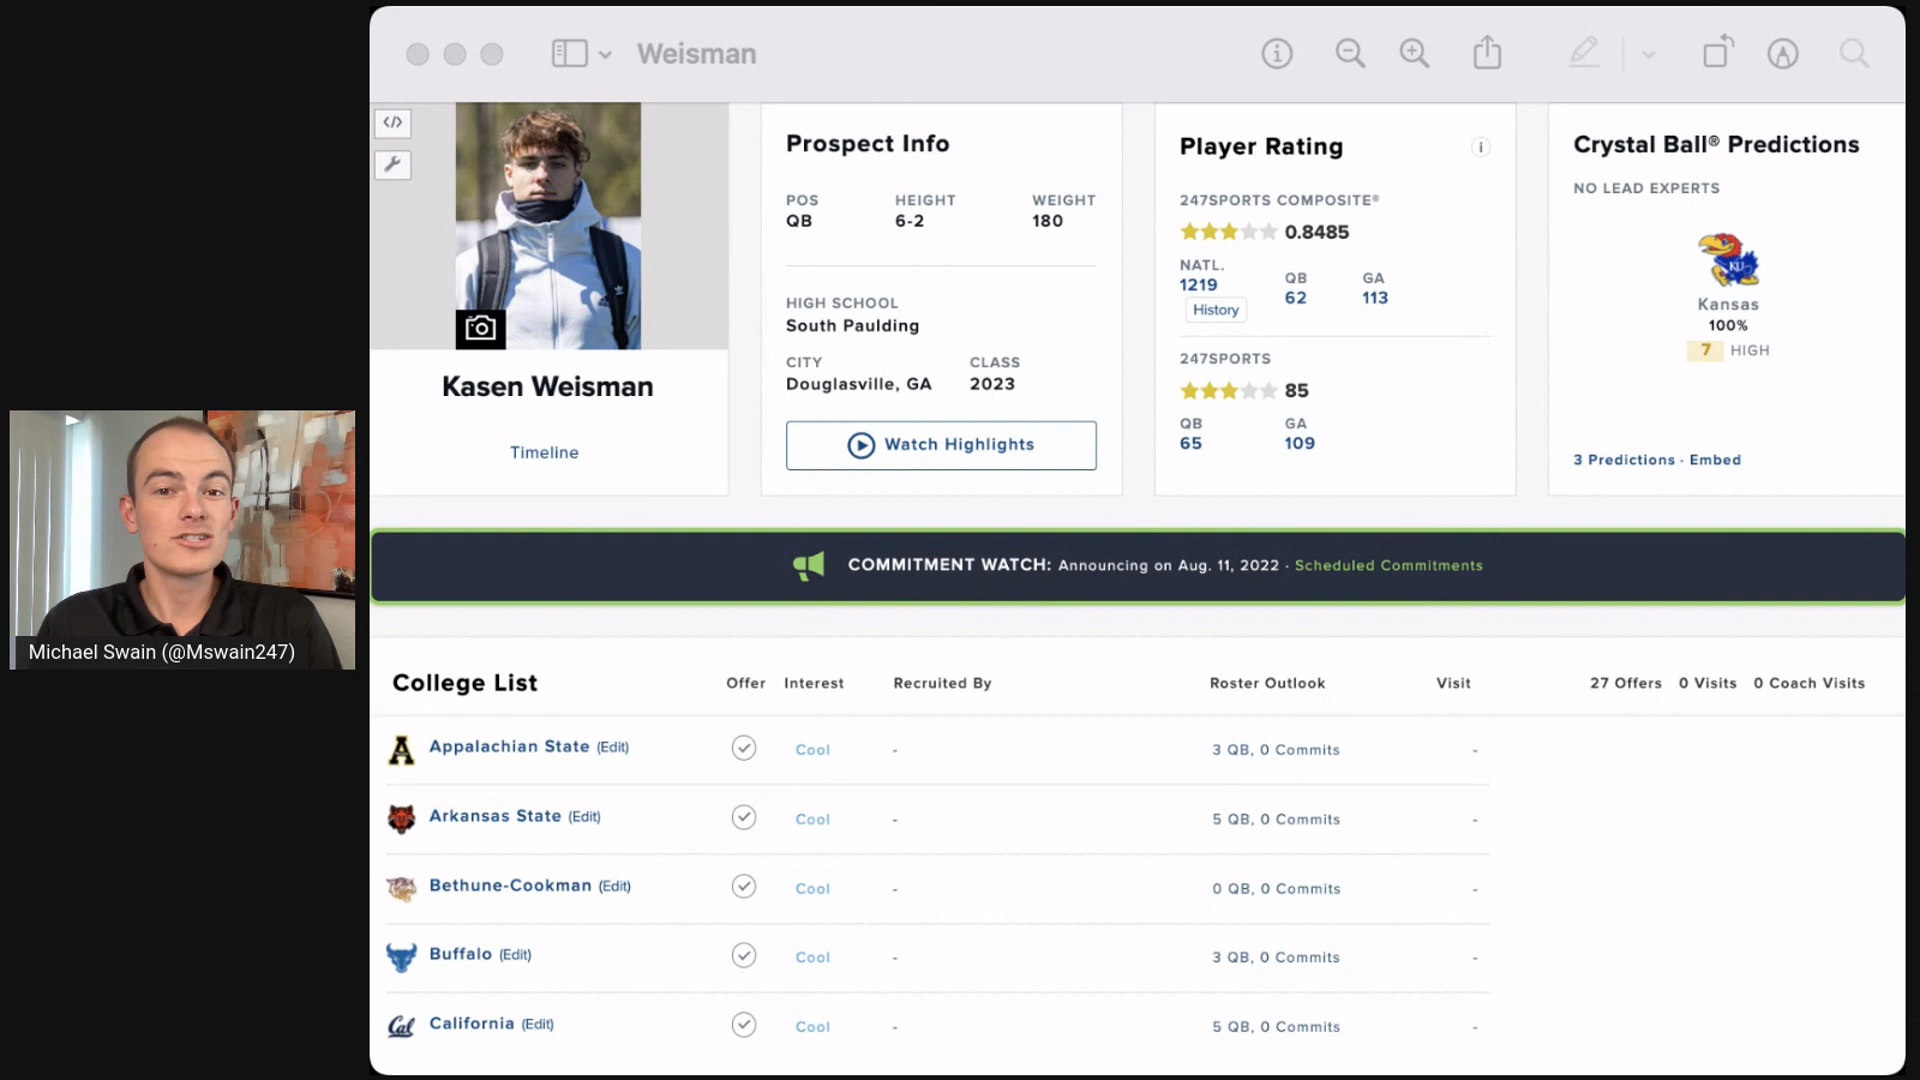 Weisman
Kasen Weisman
Timeline
Prospect Info
POS HEIGHT WEIGHT
QB 6-2 180
HIGH SCHOOL
South Paulding
CITY CLASS
Douglasville, GA 2023
Watch Highlights
Player Rating
247SPORTS COMPOSITE®
0.8485
NATL. QB GA
1219 62 113
History
247SPORTS
85
QB GA
65 109
Crystal Ball® Predictions
NO LEAD EXPERTS
KU
Kansas
100%
7 HIGH
3 Predictions · Embed
Michael Swain (@Mswain247)
COMMITMENT WATCH: Announcing on Aug. 11, 2022 · Scheduled Commitments
College List Offer Interest Recruited By Roster Outlook Visit 27 Offers 0 Visits 0 Coach Visits
A Appalachian State (Edit) Cool - 3 QB, 0 Commits -
Arkansas State (Edit) Cool - 5 QB, 0 Commits -
Bethune-Cookman (Edit) Cool - 0 QB, 0 Commits -
Buffalo (Edit) Cool - 3 QB, 0 Commits -
Cal California (Edit) Cool - 5 QB, 0 Commits -